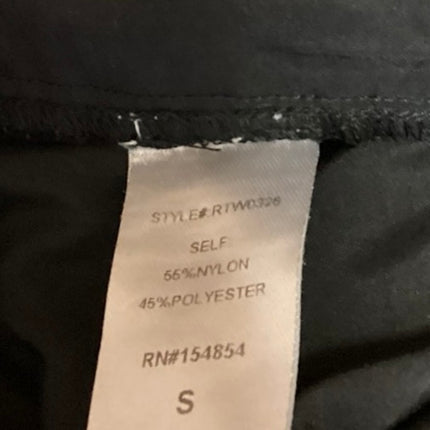 STYLE#:RTW0326
SELF
55%NYLON
45%POLYESTER
RN#154854
S